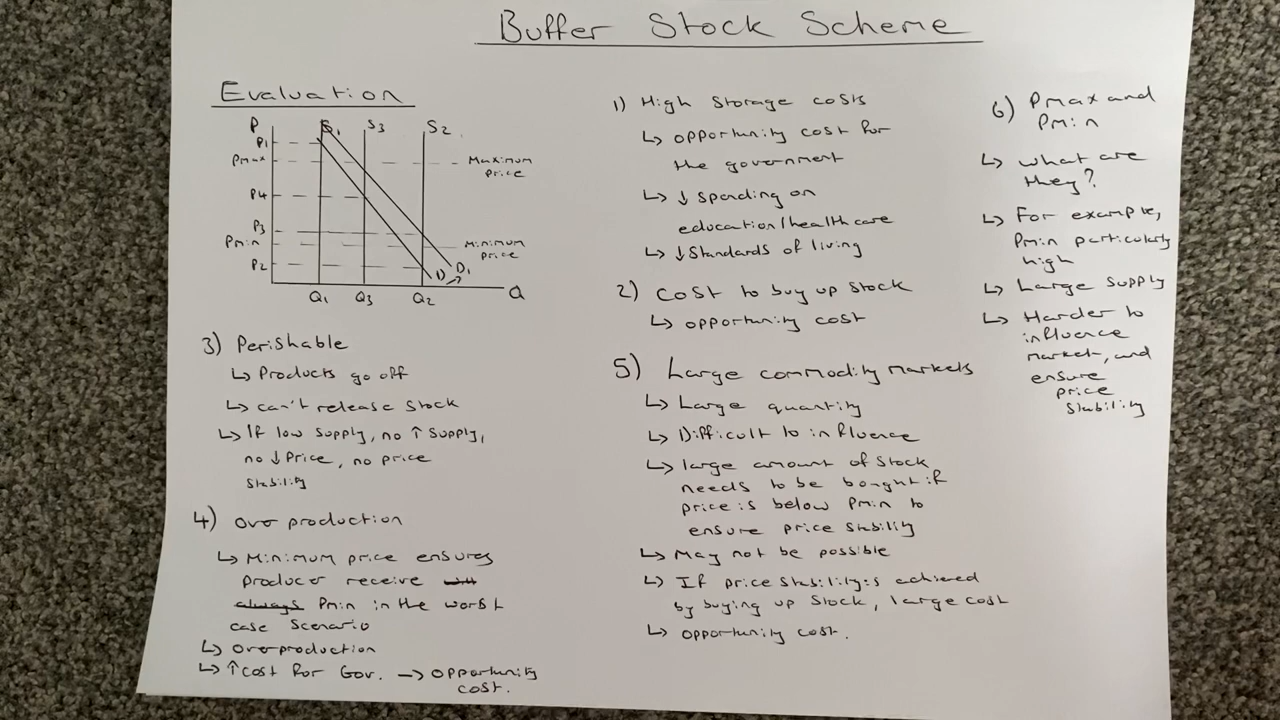 Buffer Stock Scheme
Evaluation
P
P1
Pmax
P4
P3
Pmin
P2
S1
S3
S2
Maximum
price
Minimum
price
D
D1
Q1
Q3
Q2
Q
1) High Storage costs
↳ opportunity cost for
the government
↳ ↓ spending on
education/healthcare
↳ ↓ Standards of living
2) Cost to buy up stock
↳ opportunity cost
3) Perishable
↳ Products go off
↳ can't release stock
↳ If low supply, no ↑ supply,
no ↓ Price, no price
stability
4) Over production
↳ Minimum price ensures
producer receive
always Pmin in the worst
case scenario
↳ overproduction
↳ ↑ cost for Gov. → opportunity
cost.
5) Large commodity markets
↳ Large quantity
↳ Difficult to influence
↳ large amount of stock
needs to be bought if
price is below Pmin to
ensure price stability
↳ May not be possible
↳ If price stability is achieved
by buying up stock, large cost
↳ opportunity cost.
6) Pmax and
Pmin
↳ what are
they?
↳ For example,
Pmin particularly
high
↳ Large supply
↳ Harder to
influence
market, and
ensure
price
stability